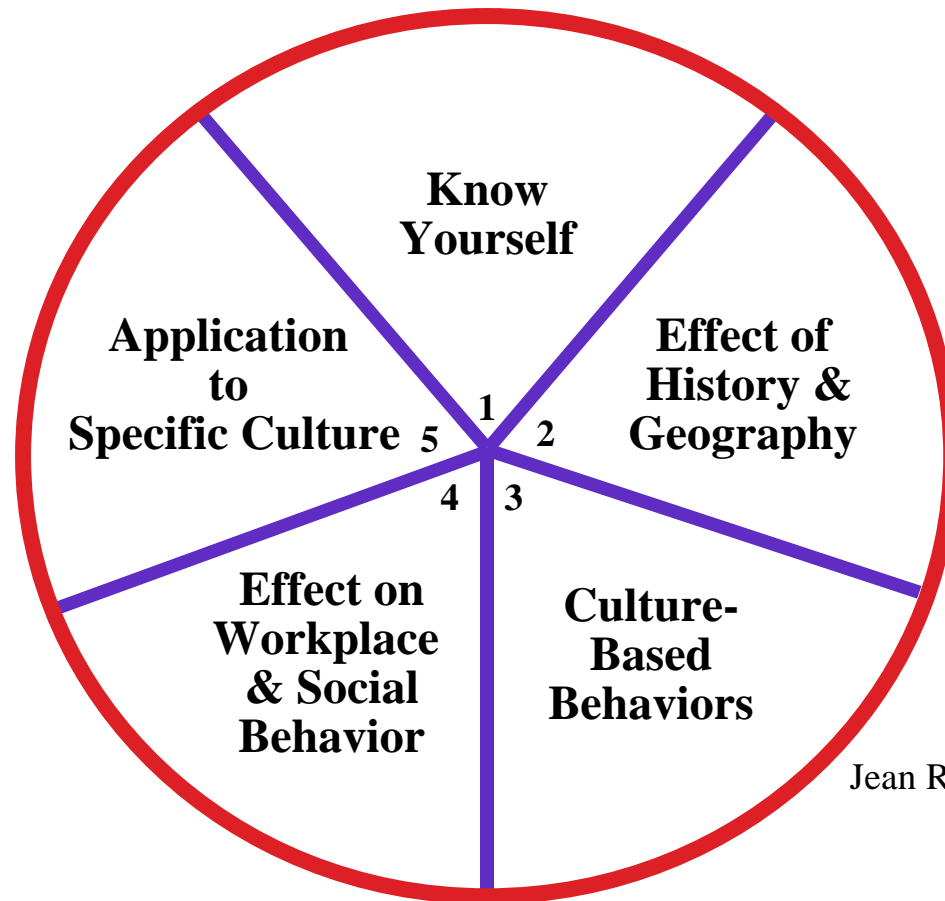 Know
Yourself
1
Effect of
History &
Geography
2
Culture-
Based
Behaviors
3
Effect on
Workplace
& Social
Behavior
4
Application
to
Specific Culture
5
Jean R